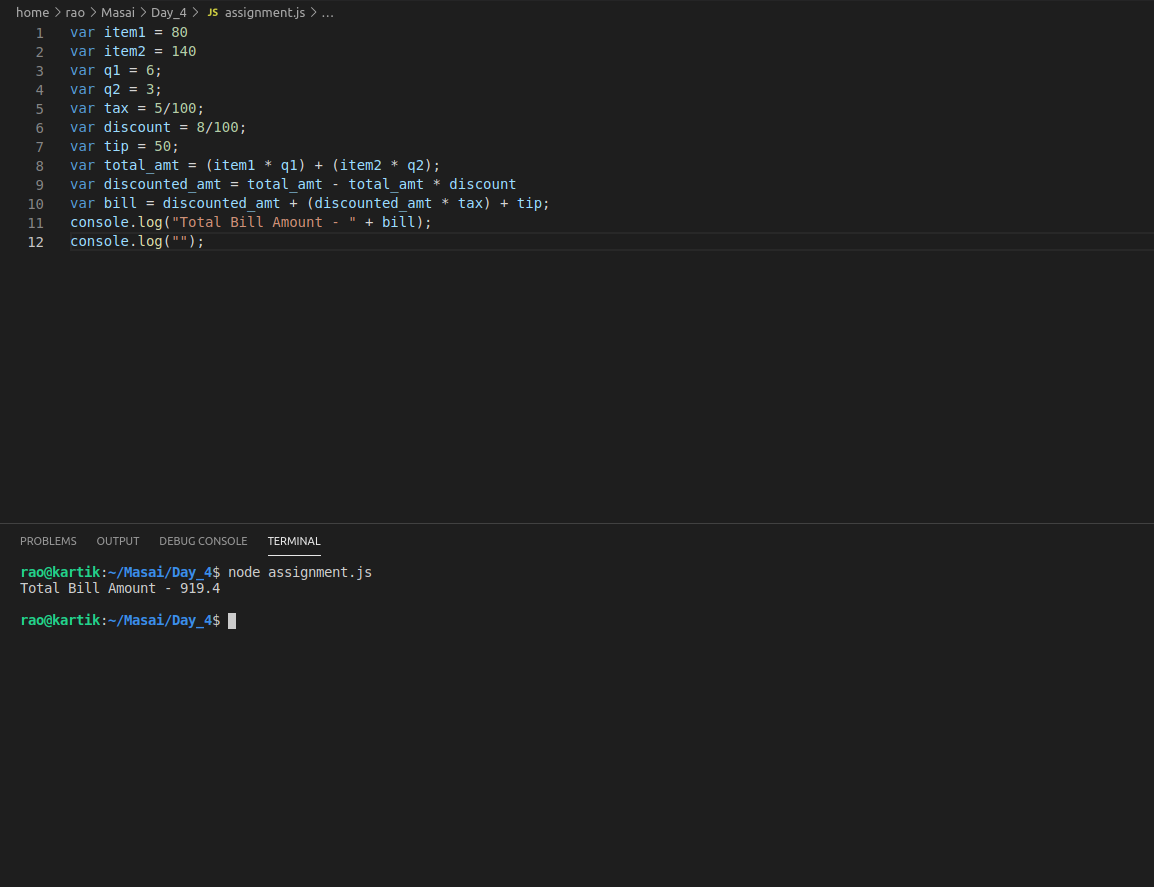 home > rao > Masai > Day_4 > JS assignment.js > ...
1 var item1 = 80
2 var item2 = 140
3 var q1 = 6;
4 var q2 = 3;
5 var tax = 5/100;
6 var discount = 8/100;
7 var tip = 50;
8 var total_amt = (item1 * q1) + (item2 * q2);
9 var discounted_amt = total_amt - total_amt * discount
10 var bill = discounted_amt + (discounted_amt * tax) + tip;
11 console.log("Total Bill Amount - " + bill);
12 console.log("");
PROBLEMS OUTPUT DEBUG CONSOLE TERMINAL
rao@kartik:~/Masai/Day_4$ node assignment.js
Total Bill Amount - 919.4
rao@kartik:~/Masai/Day_4$